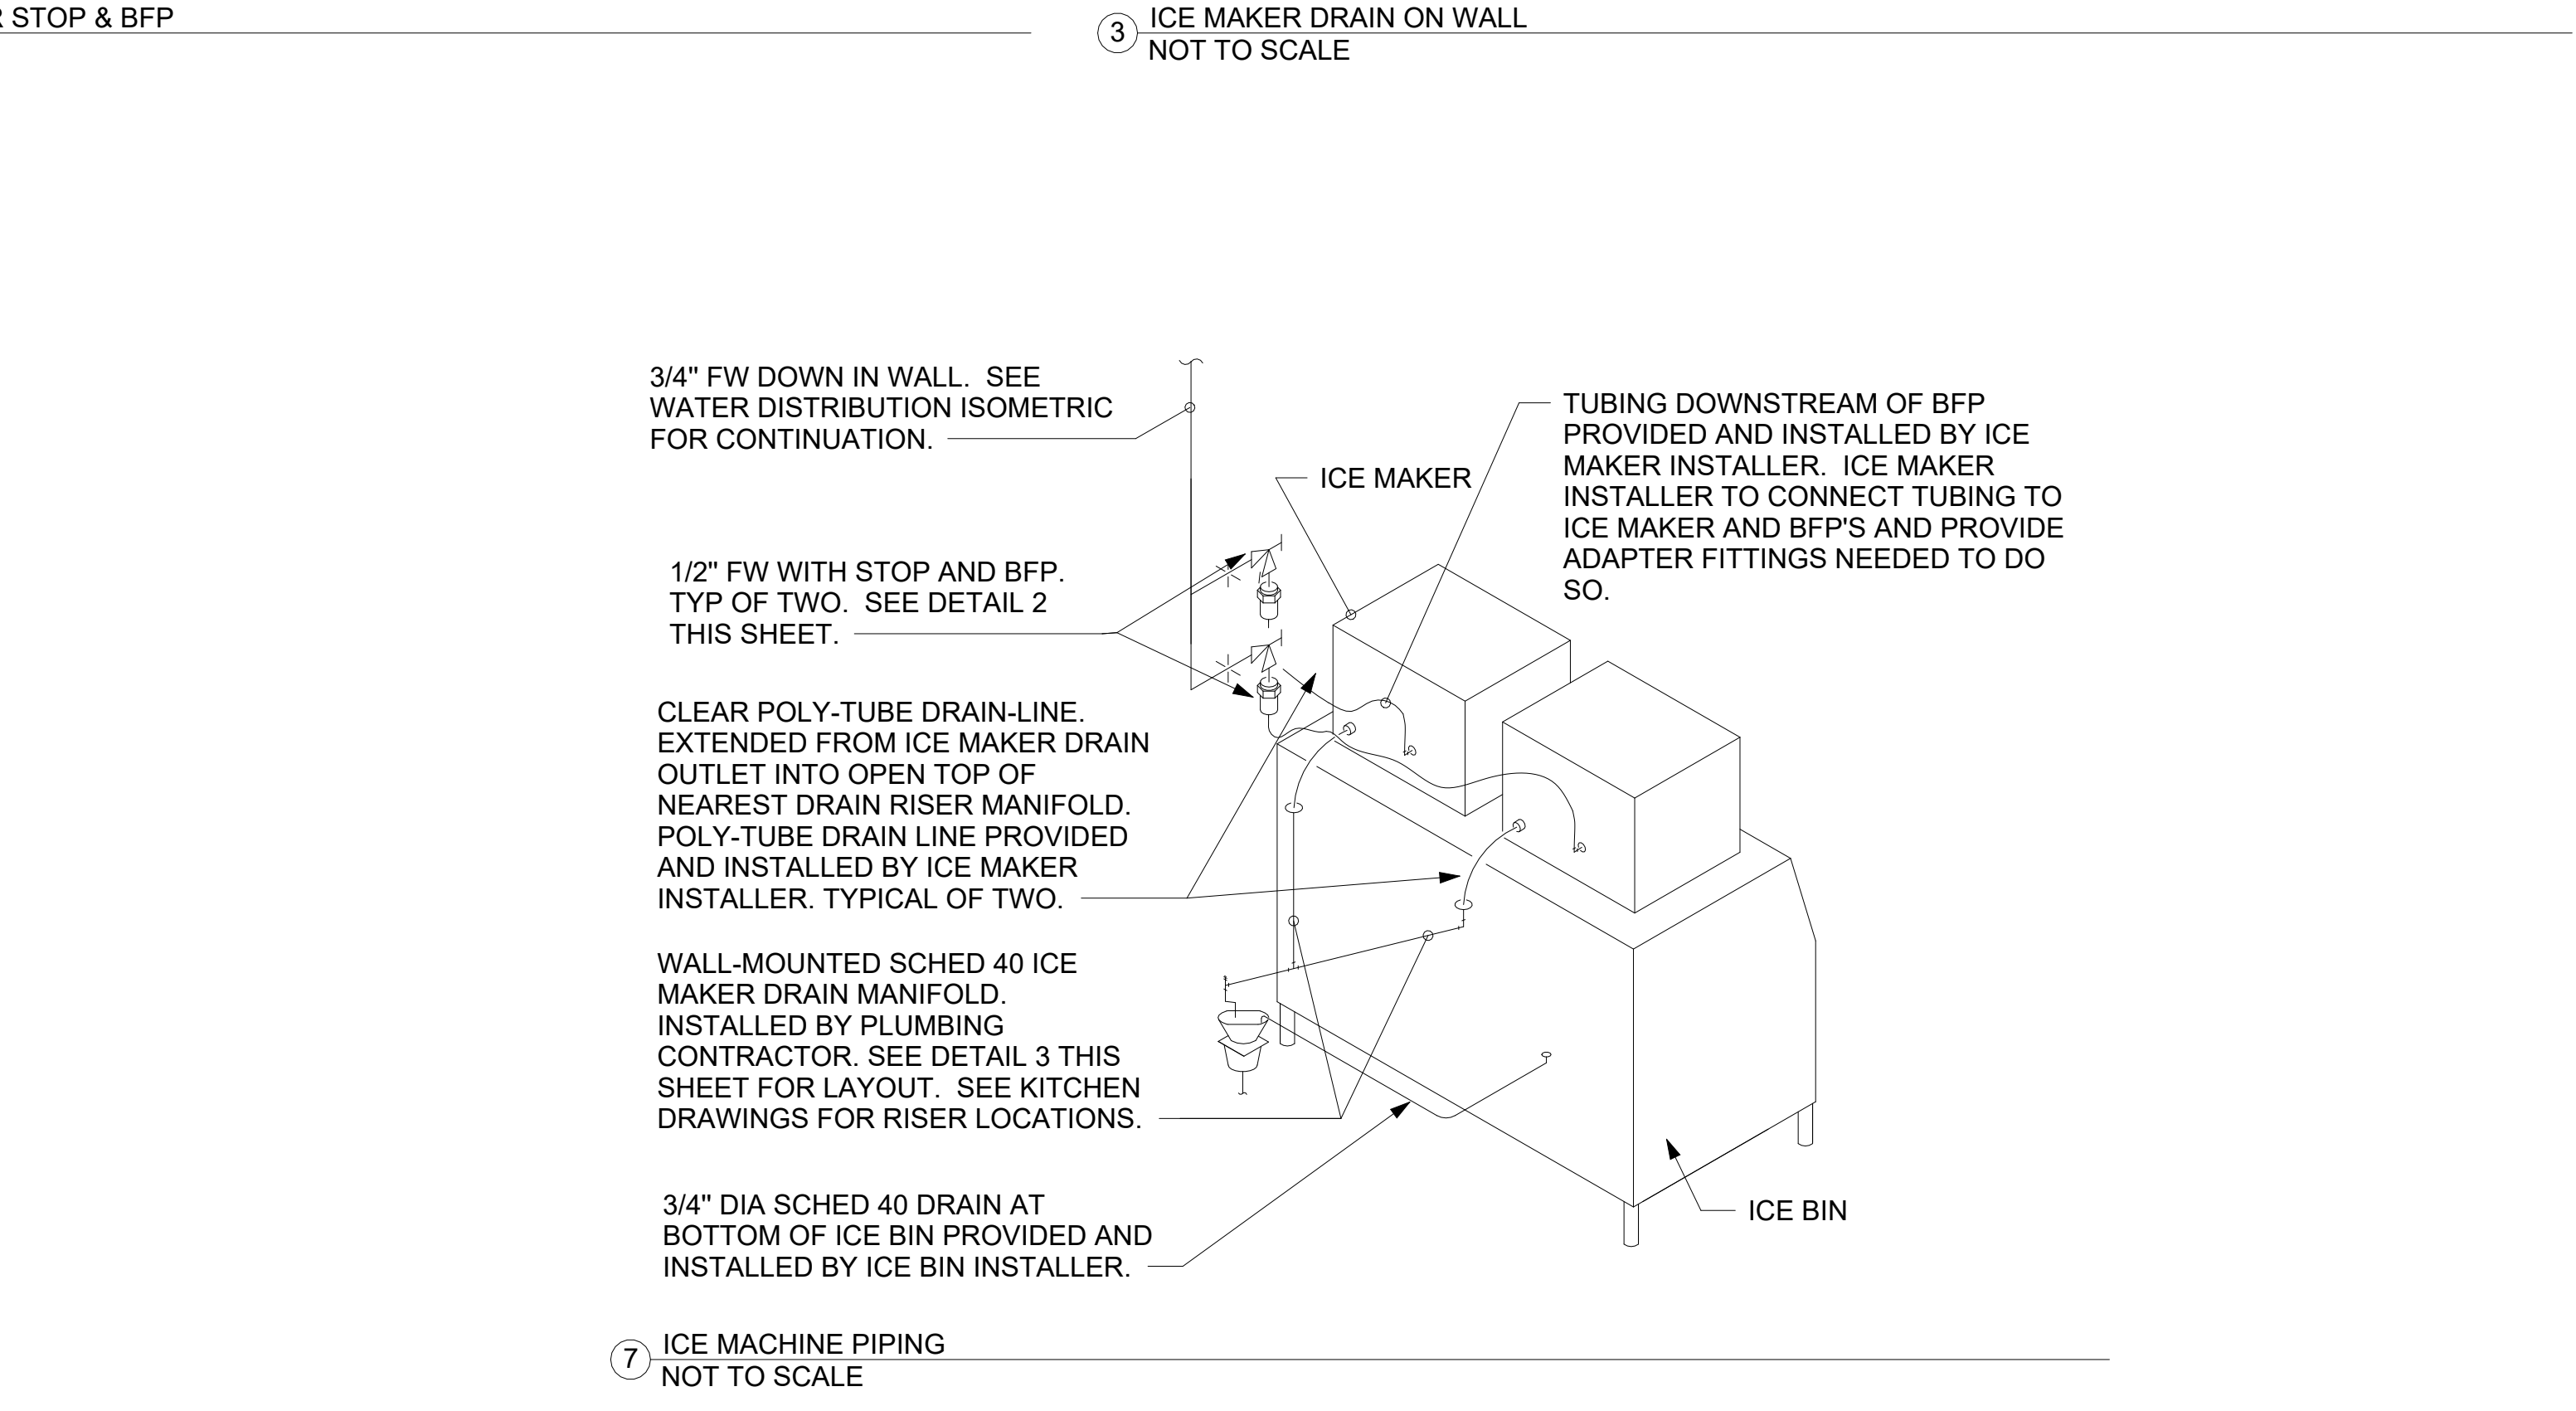 R STOP & BFP
3
ICE MAKER DRAIN ON WALL
NOT TO SCALE
3/4" FW DOWN IN WALL.  SEE
WATER DISTRIBUTION ISOMETRIC
FOR CONTINUATION.
TUBING DOWNSTREAM OF BFP
PROVIDED AND INSTALLED BY ICE
MAKER INSTALLER.  ICE MAKER
INSTALLER TO CONNECT TUBING TO
ICE MAKER AND BFP'S AND PROVIDE
ADAPTER FITTINGS NEEDED TO DO
SO.
ICE MAKER
1/2" FW WITH STOP AND BFP.
TYP OF TWO.  SEE DETAIL 2
THIS SHEET.
CLEAR POLY-TUBE DRAIN-LINE.
EXTENDED FROM ICE MAKER DRAIN
OUTLET INTO OPEN TOP OF
NEAREST DRAIN RISER MANIFOLD.
POLY-TUBE DRAIN LINE PROVIDED
AND INSTALLED BY ICE MAKER
INSTALLER. TYPICAL OF TWO.
WALL-MOUNTED SCHED 40 ICE
MAKER DRAIN MANIFOLD.
INSTALLED BY PLUMBING
CONTRACTOR. SEE DETAIL 3 THIS
SHEET FOR LAYOUT.  SEE KITCHEN
DRAWINGS FOR RISER LOCATIONS.
3/4" DIA SCHED 40 DRAIN AT
BOTTOM OF ICE BIN PROVIDED AND
INSTALLED BY ICE BIN INSTALLER.
ICE BIN
7
ICE MACHINE PIPING
NOT TO SCALE